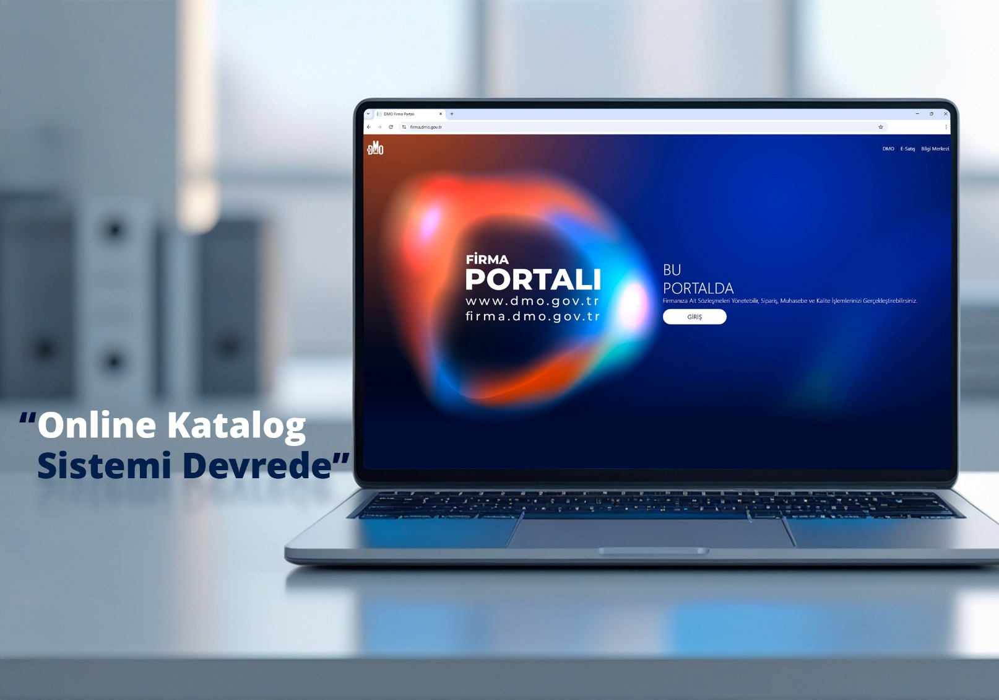 DMO Firma Portalı
firma.dmo.gov.tr
DMO
DMO E-Satış Bilgi Merkezi
FİRMA
PORTALI
www.dmo.gov.tr
firma.dmo.gov.tr
BU
PORTALDA
Firmanıza Ait Sözleşmeleri Yönetebilir, Sipariş, Muhasebe ve Kalite İşlemlerinizi Gerçekleştirebilirsiniz.
GİRİŞ
“Online Katalog
Sistemi Devrede”